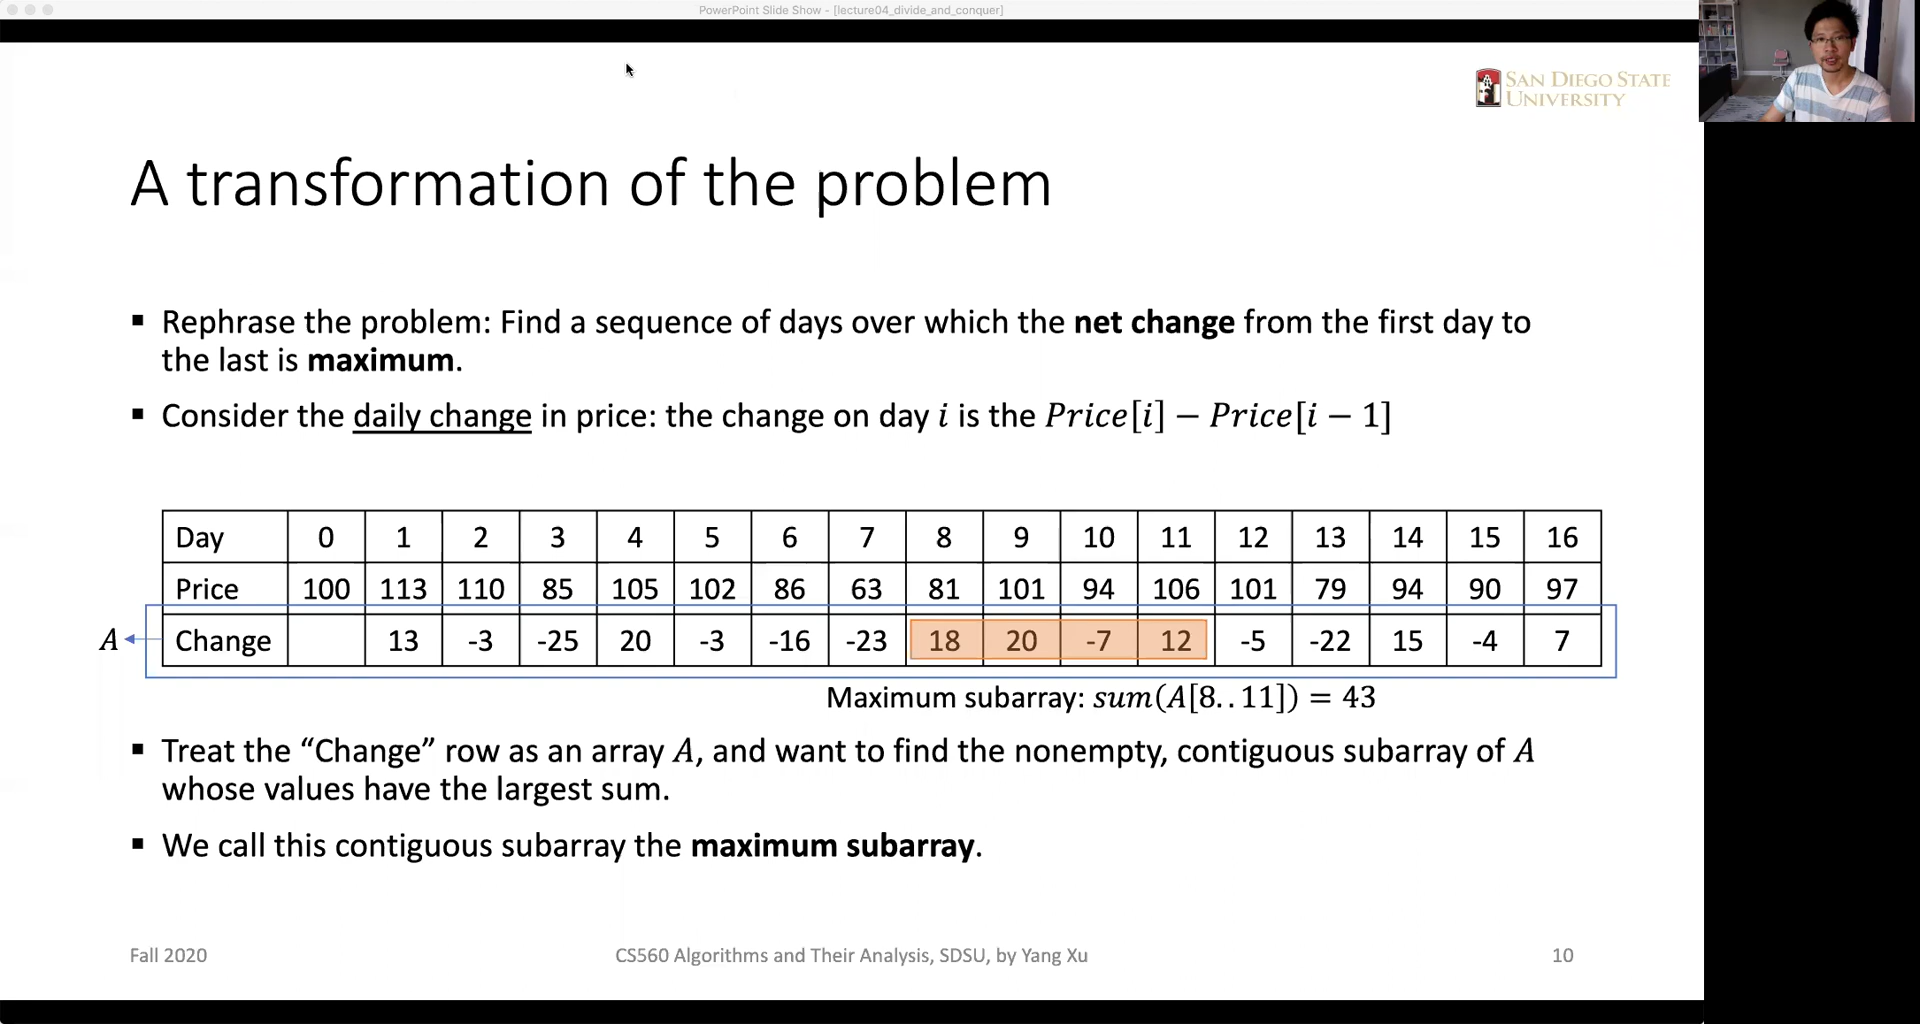 PowerPoint Slide Show - [lecture04_divide_and_conquer]
SAN DIEGO STATE
UNIVERSITY
A transformation of the problem
▪ Rephrase the problem: Find a sequence of days over which the net change from the first day to
the last is maximum.
▪ Consider the daily change in price: the change on day i is the Price[i] − Price[i − 1]
Day 0 1 2 3 4 5 6 7 8 9 10 11 12 13 14 15 16
Price 100 113 110 85 105 102 86 63 81 101 94 106 101 79 94 90 97
A Change 13 -3 -25 20 -3 -16 -23 18 20 -7 12 -5 -22 15 -4 7
Maximum subarray: sum(A[8..11]) = 43
▪ Treat the “Change” row as an array A, and want to find the nonempty, contiguous subarray of A
whose values have the largest sum.
▪ We call this contiguous subarray the maximum subarray.
Fall 2020 CS560 Algorithms and Their Analysis, SDSU, by Yang Xu 10